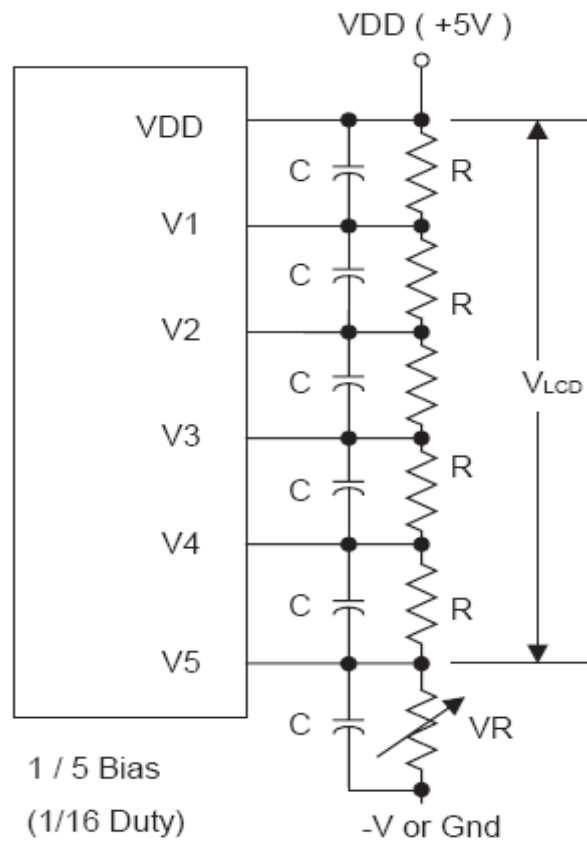 VDD ( +5V )
VDD
C
R
V1
C
R
V2
C
VLCD
V3
C
R
V4
C
R
V5
C
VR
1 / 5 Bias
(1/16 Duty)
-V or Gnd